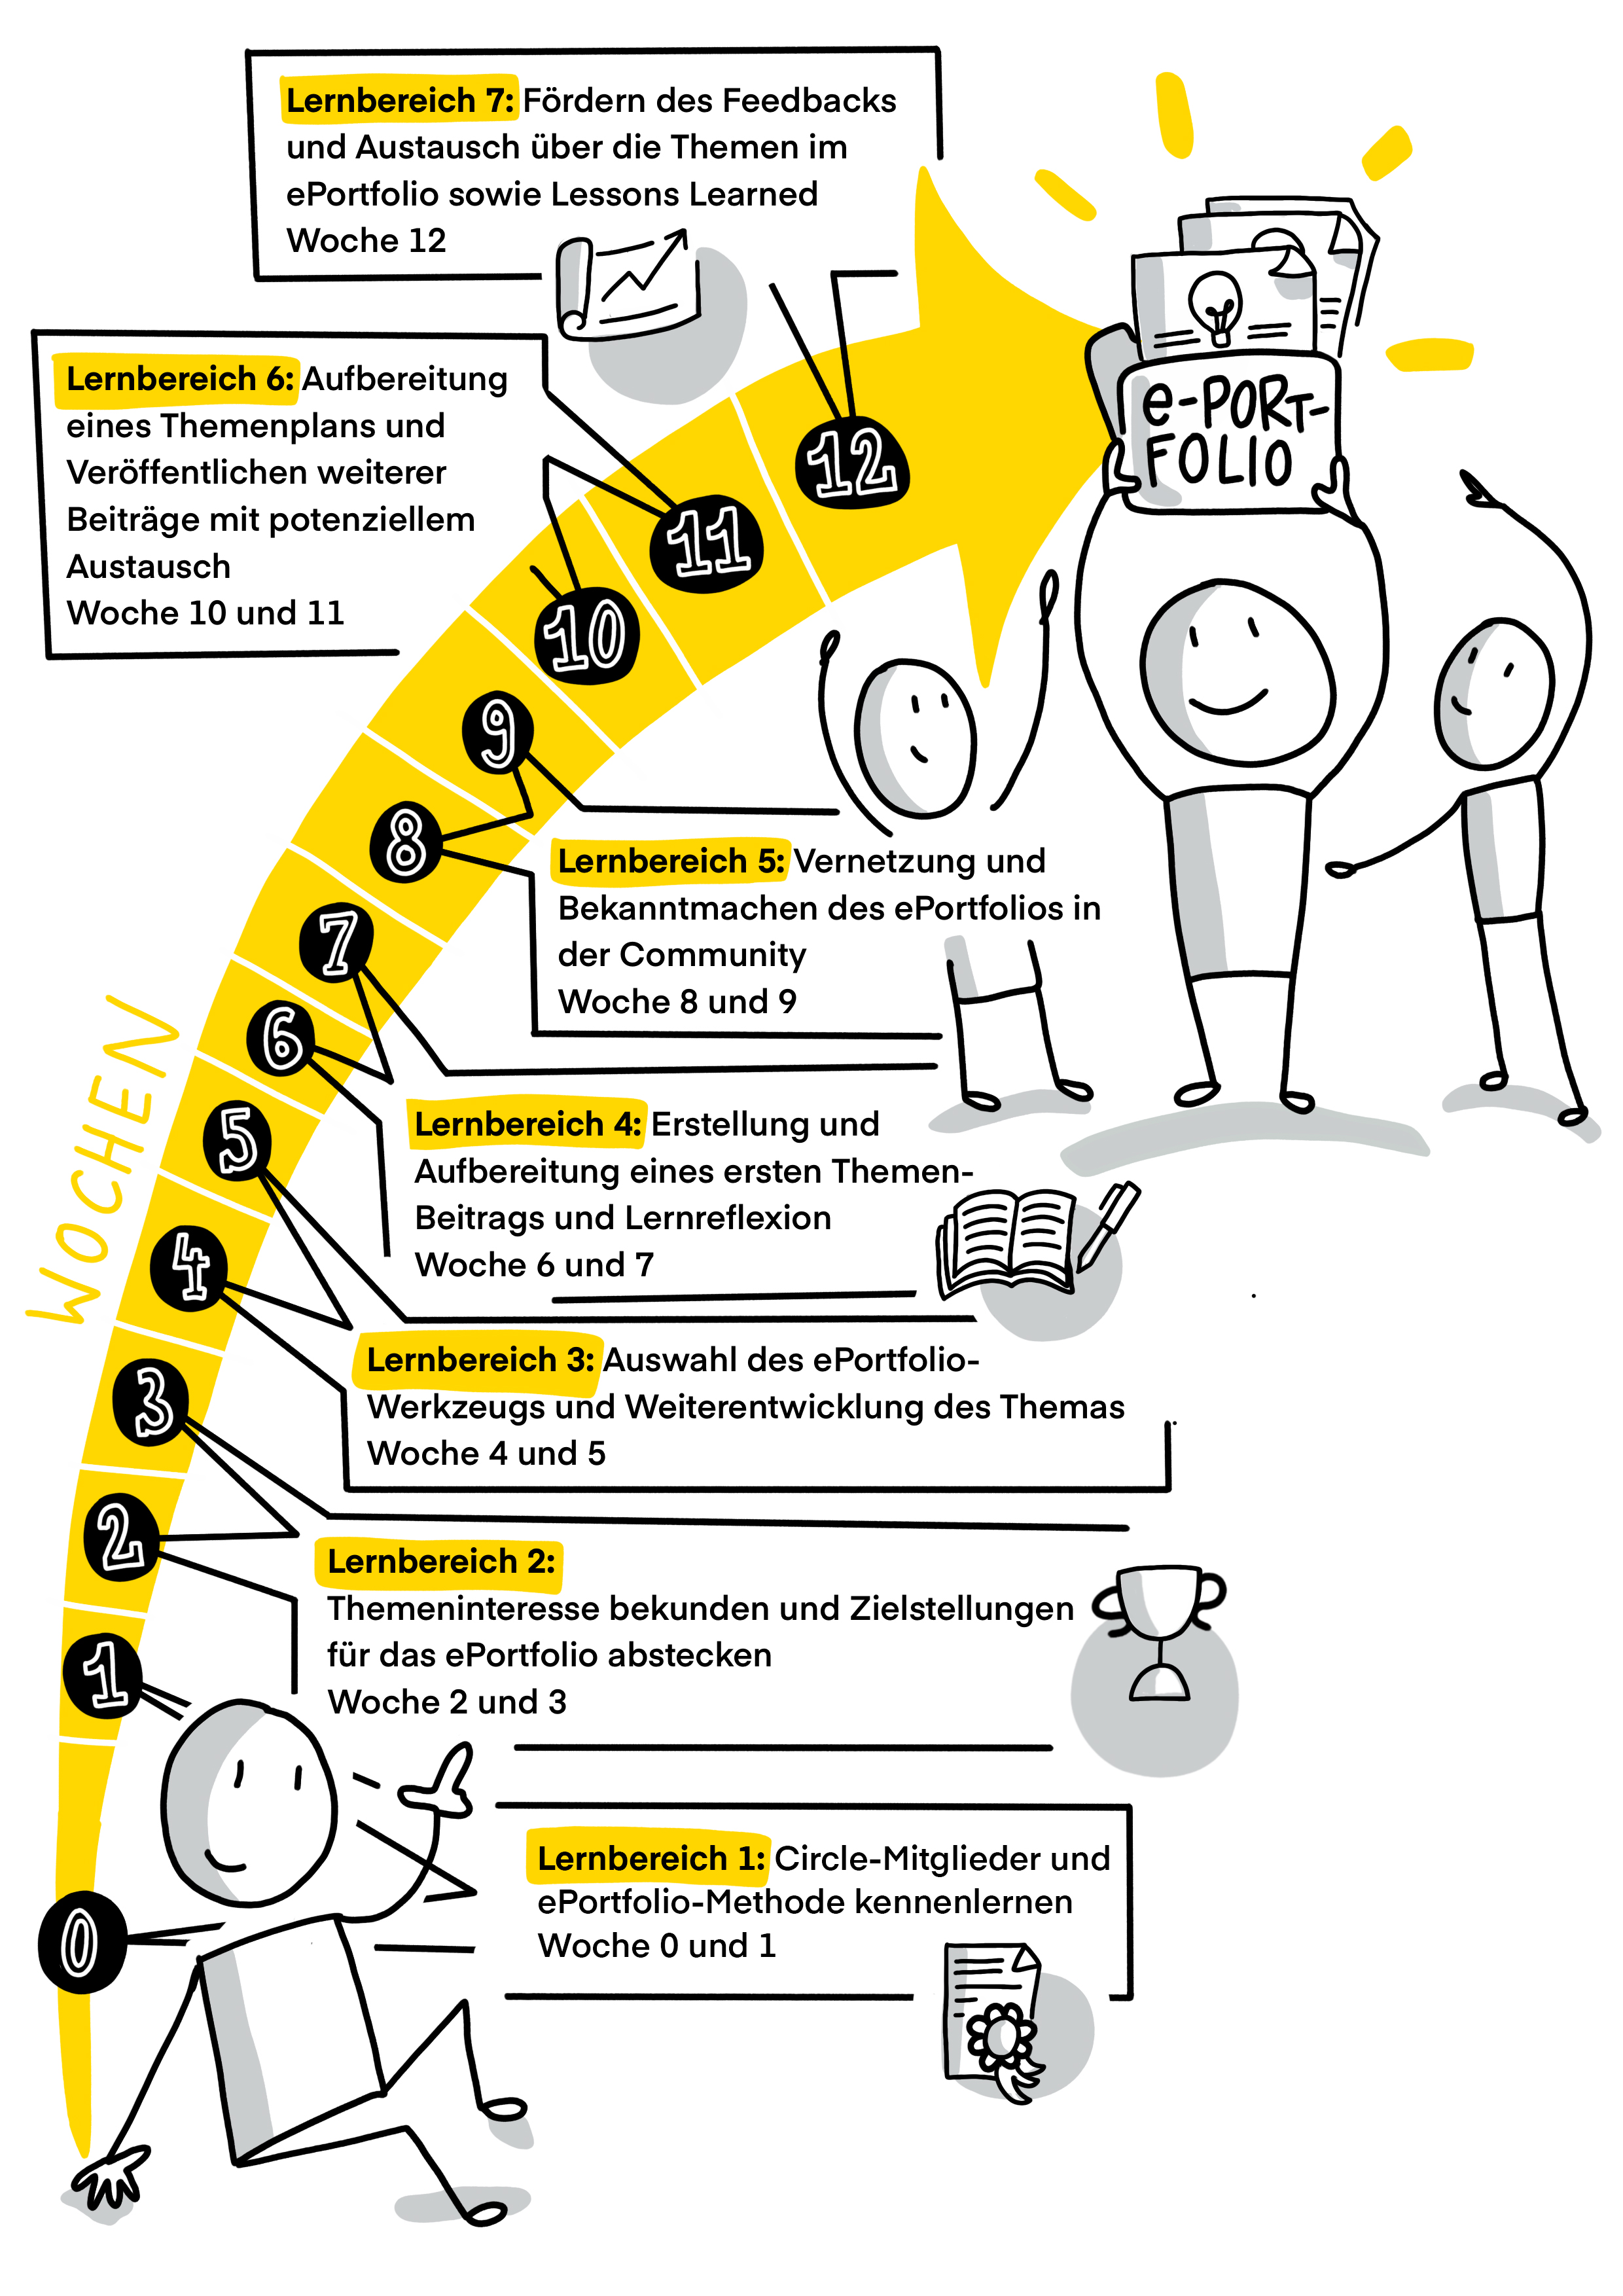 Lernbereich 7: Fördern des Feedbacks
und Austausch über die Themen im
ePortfolio sowie Lessons Learned
Woche 12
Lernbereich 6: Aufbereitung
eines Themenplans und
Veröffentlichen weiterer
Beiträge mit potenziellem
Austausch
Woche 10 und 11
e-PORT-
FOLIO
12
11
10
9
8
7
6
5
4
3
2
1
0
WOCHEN
Lernbereich 5: Vernetzung und
Bekanntmachen des ePortfolios in
der Community
Woche 8 und 9
Lernbereich 4: Erstellung und
Aufbereitung eines ersten Themen-
Beitrags und Lernreflexion
Woche 6 und 7
Lernbereich 3: Auswahl des ePortfolio-
Werkzeugs und Weiterentwicklung des Themas
Woche 4 und 5
Lernbereich 2:
Themeninteresse bekunden und Zielstellungen
für das ePortfolio abstecken
Woche 2 und 3
Lernbereich 1: Circle-Mitglieder und
ePortfolio-Methode kennenlernen
Woche 0 und 1